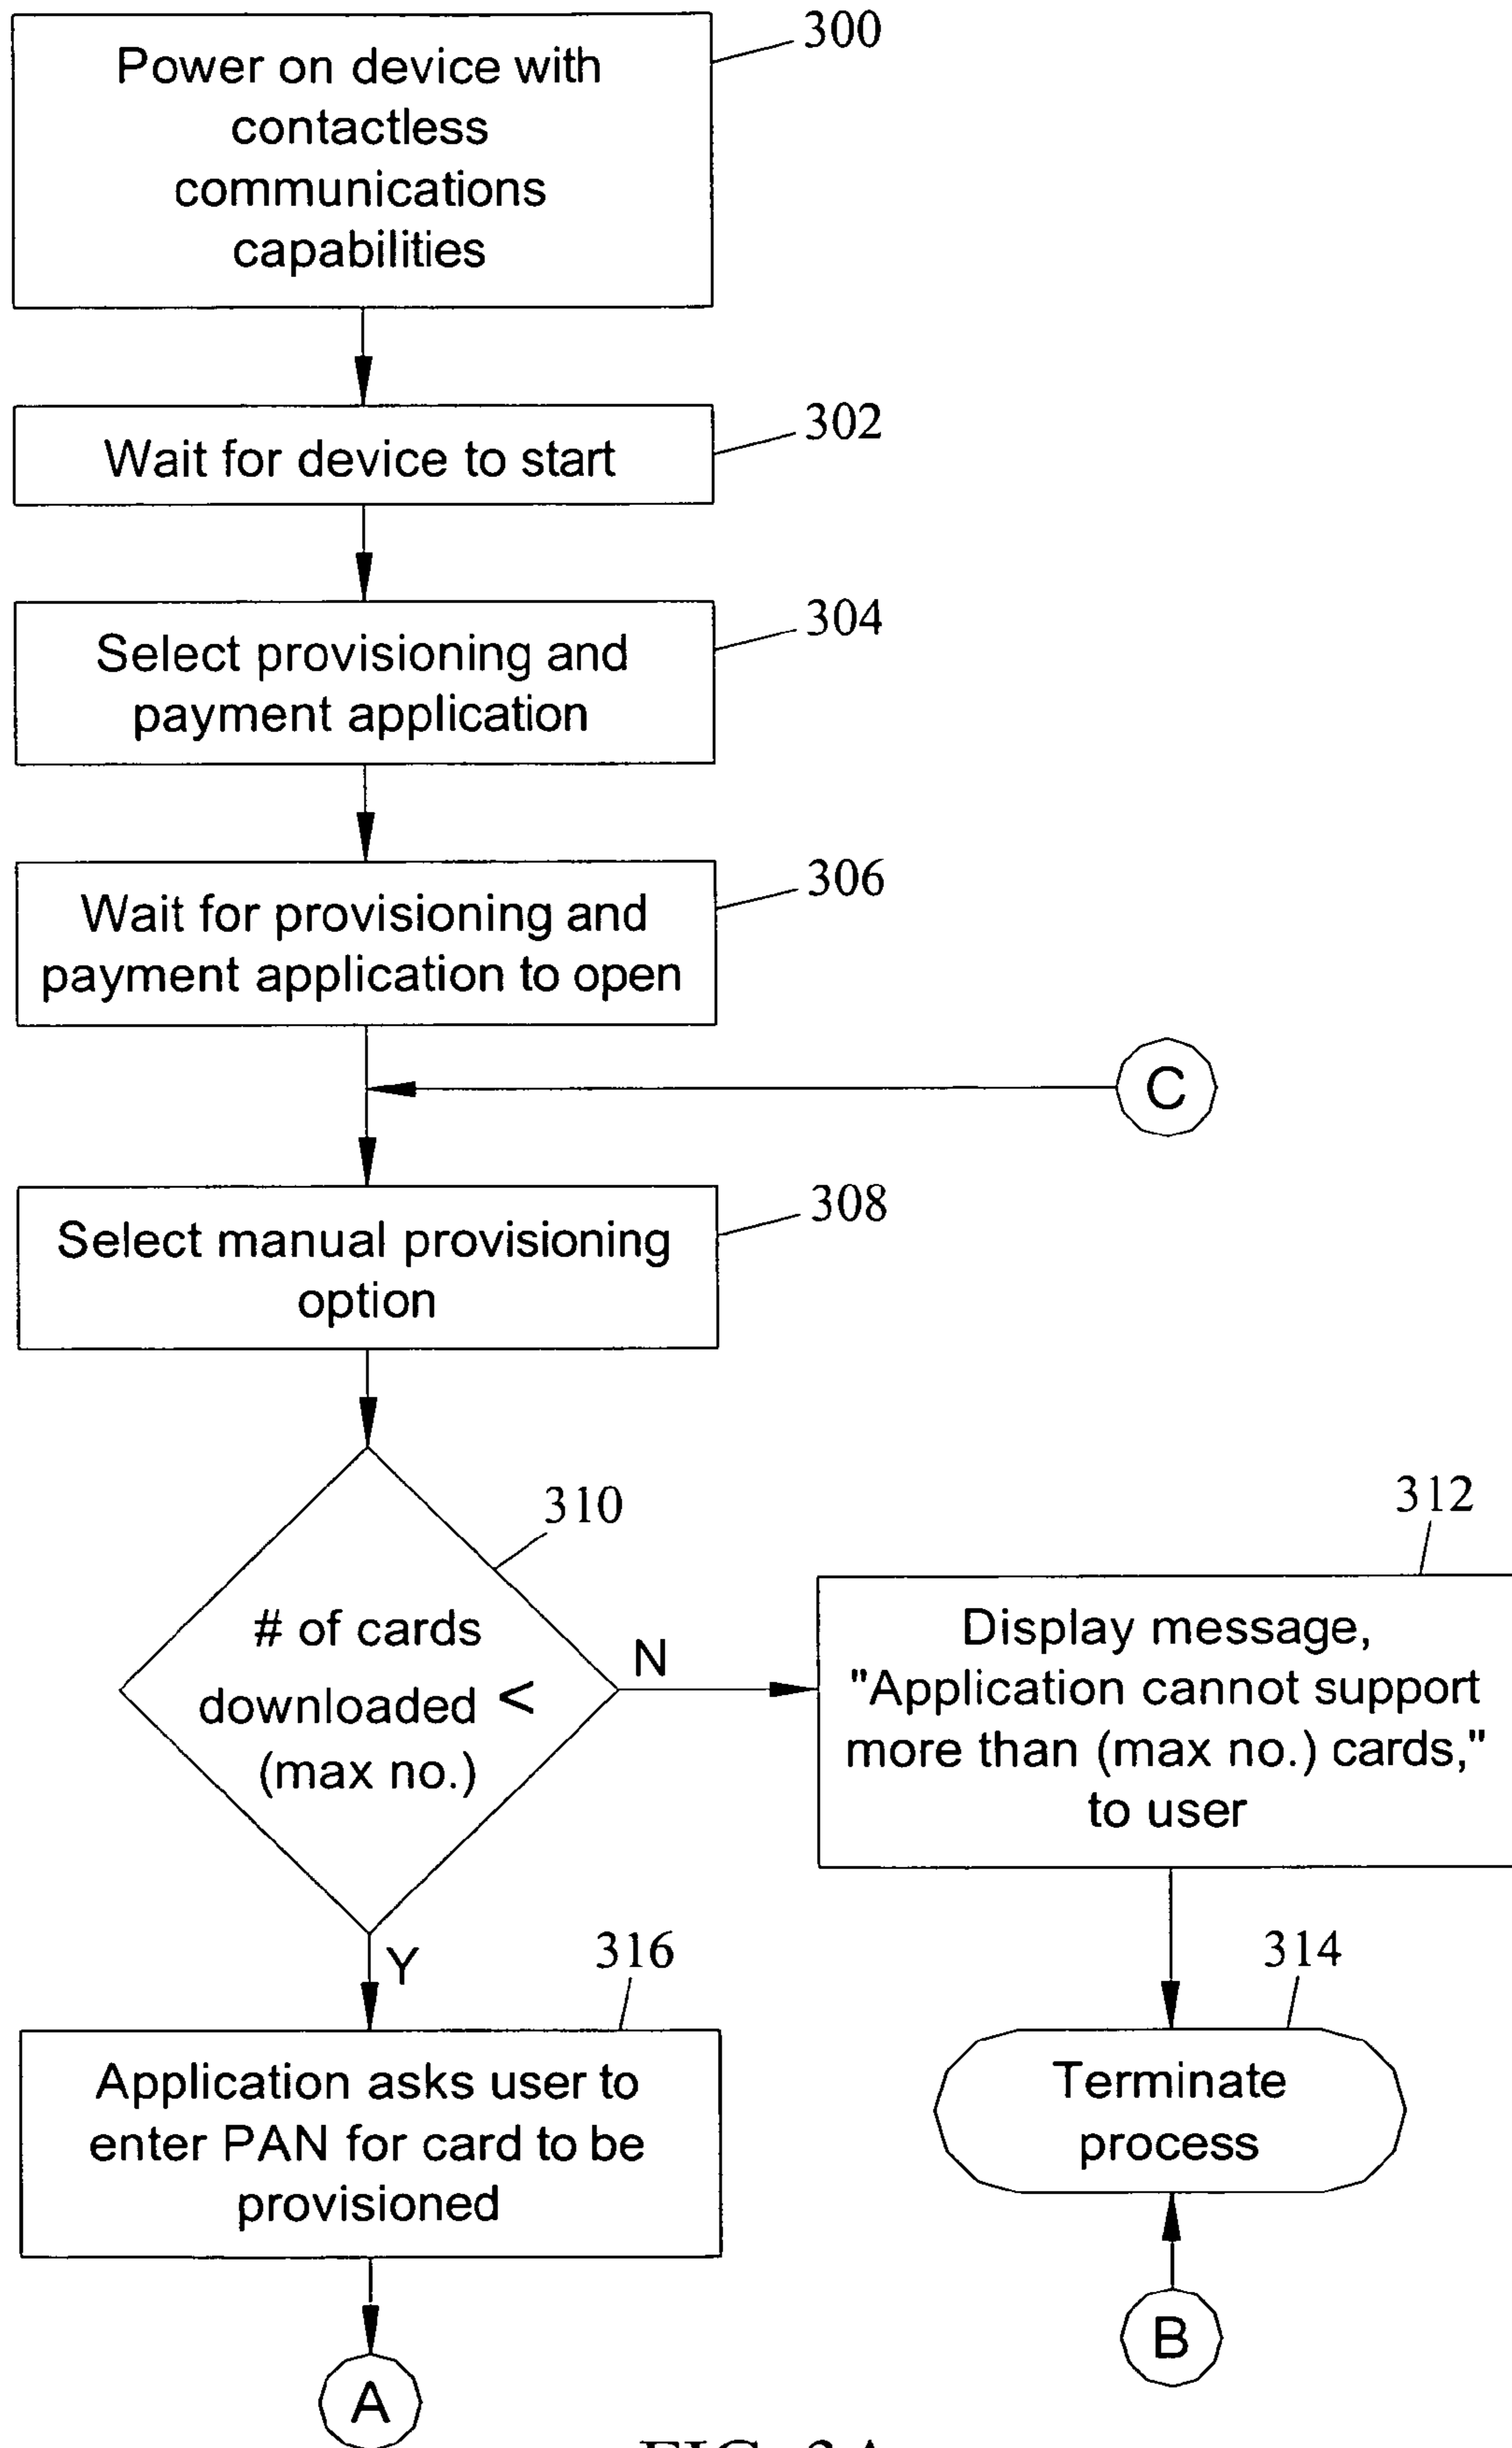 300
Power on device with
contactless
communications
capabilities
302
Wait for device to start
304
Select provisioning and
payment application
306
Wait for provisioning and
payment application to open
C
308
Select manual provisioning
option
310
# of cards
downloaded <
(max no.)
N
312
Display message,
"Application cannot support
more than (max no.) cards,"
to user
Y
316
Application asks user to
enter PAN for card to be
provisioned
314
Terminate
process
B
A
FIG. 3A